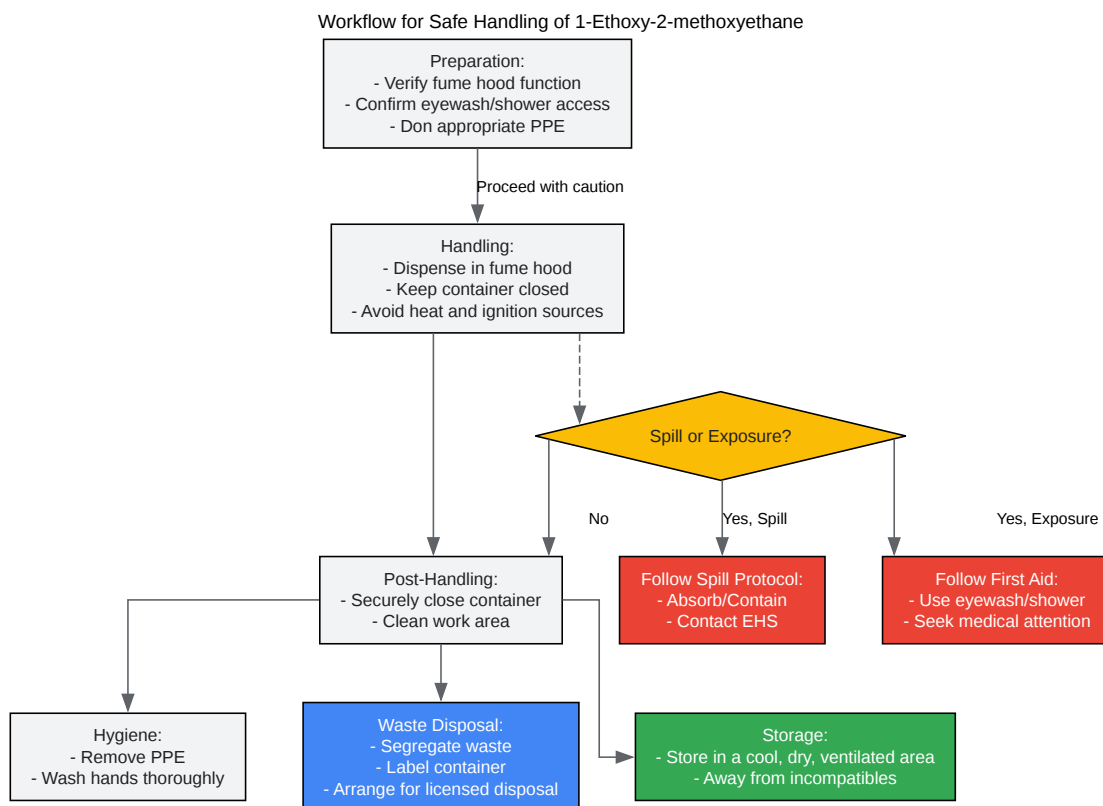 Workflow for Safe Handling of 1-Ethoxy-2-methoxyethane
Preparation:
- Verify fume hood function
- Confirm eyewash/shower access
- Don appropriate PPE
Proceed with caution
Handling:
- Dispense in fume hood
- Keep container closed
- Avoid heat and ignition sources
Spill or Exposure?
No
Yes, Spill
Yes, Exposure
Post-Handling:
- Securely close container
- Clean work area
Follow Spill Protocol:
- Absorb/Contain
- Contact EHS
Follow First Aid:
- Use eyewash/shower
- Seek medical attention
Hygiene:
- Remove PPE
- Wash hands thoroughly
Waste Disposal:
- Segregate waste
- Label container
- Arrange for licensed disposal
Storage:
- Store in a cool, dry, ventilated area
- Away from incompatibles